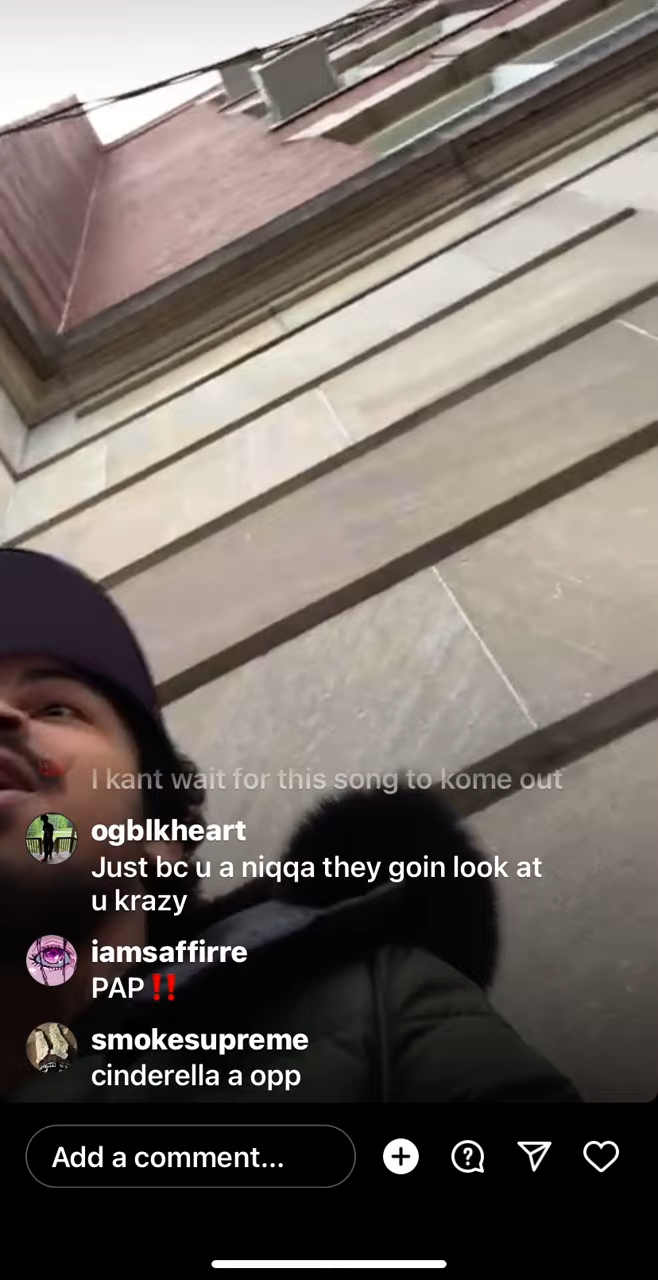 I kant wait for this song to kome out
ogblkheart
Just bc u a niqqa they goin look at
u krazy
iamsaffirre
PAP‼️
smokesupreme
cinderella a opp
Add a comment...